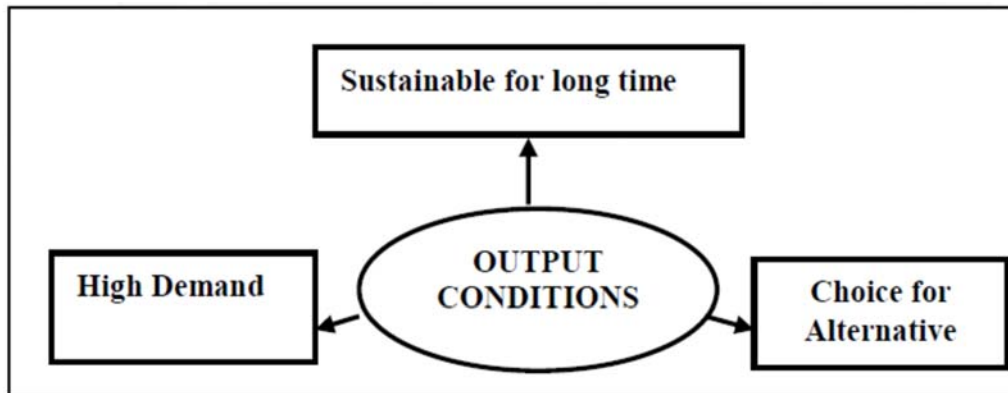 Sustainable for long time
OUTPUT
CONDITIONS
High Demand
Choice for
Alternative